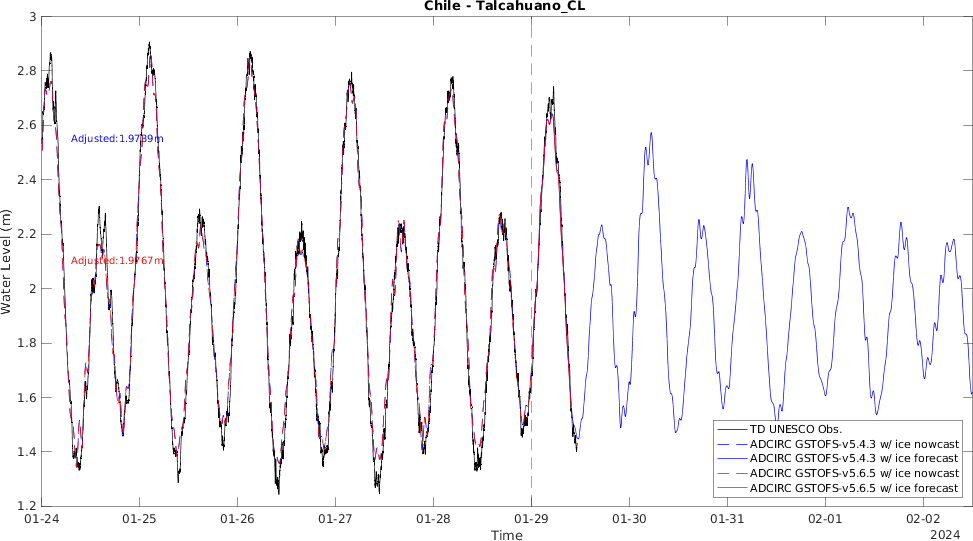 Chile - Talcahuano_CL
Water Level (m)
3
2.8
2.6
2.4
2.2
2
1.8
1.6
1.4
1.2
Adjusted:1.9739m
Adjusted:1.9767m
TD UNESCO Obs.
ADCIRC GSTOFS-v5.4.3 w/ ice nowcast
ADCIRC GSTOFS-v5.4.3 w/ ice forecast
ADCIRC GSTOFS-v5.6.5 w/ ice nowcast
ADCIRC GSTOFS-v5.6.5 w/ ice forecast
01-24 01-25 01-26 01-27 01-28 01-29 01-30 01-31 02-01 02-02
Time
2024